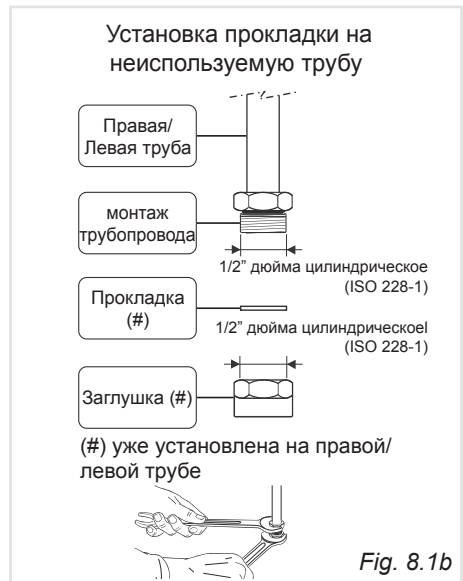 Установка прокладки на
неиспользуемую трубу
Правая/
Левая труба
монтаж
трубопровода
1/2” дюйма цилиндрическое
(ISO 228-1)
Прокладка
(#)
1/2” дюйма цилиндрическоеl
(ISO 228-1)
Заглушка (#)
(#) уже установлена на правой/
левой трубе
Fig. 8.1b